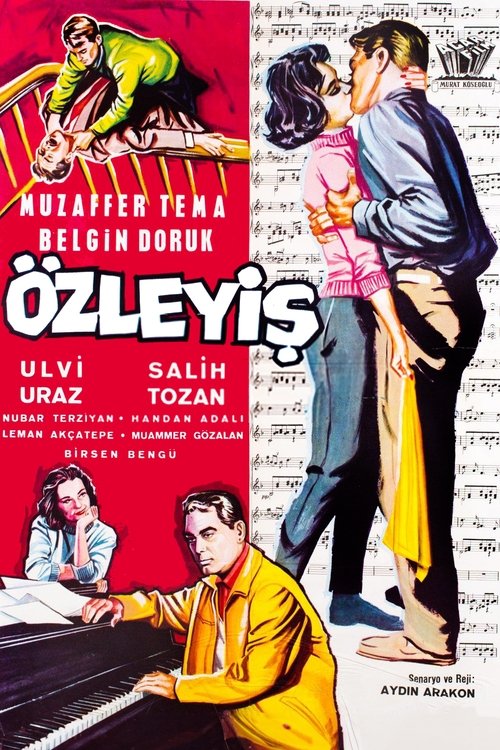 MURAT KÖSEOĞLU
MUZAFFER TEMA
BELGİN DORUK
ÖZLEYİŞ
ULVİ URAZ
SALİH TOZAN
NUBAR TERZİYAN • HANDAN ADALI
LEMAN AKÇATEPE • MUAMMER GÖZALAN
BİRSEN BENGÜ
Senaryo ve Reji:
AYDIN ARAKON